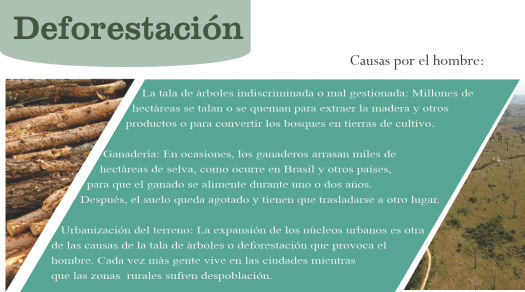 Deforestación
Causas por el hombre:
La tala de árboles indiscriminada o mal gestionada: Millones de
hectáreas se talan o se queman para extraer la madera y otros
productos o para convertir los bosques en tierras de cultivo.
Ganadería: En ocasiones, los ganaderos arrasan miles de
hectáreas de selva, como ocurre en Brasil y otros países,
para que el ganado se alimente durante uno o dos años.
Después, el suelo queda agotado y tienen que trasladarse a otro lugar.
Urbanización del terreno: La expansión de los núcleos urbanos es otra
de las causas de la tala de árboles o deforestación que provoca el
hombre. Cada vez más gente vive en las ciudades mientras
que las zonas rurales sufren despoblación.